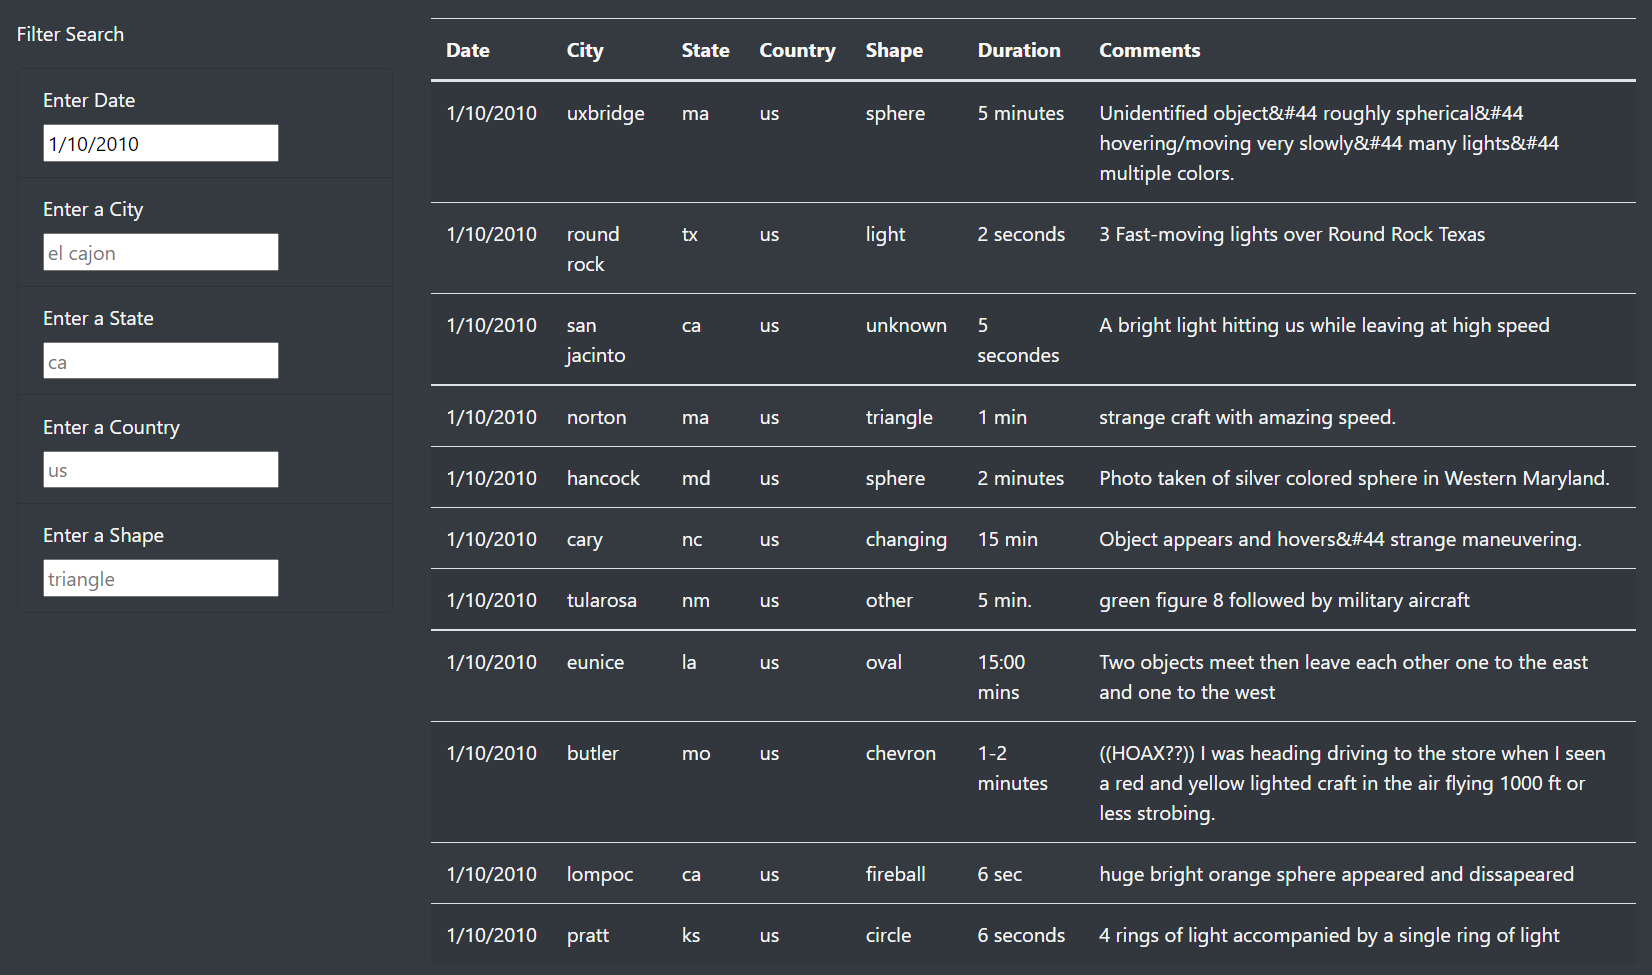 Filter Search
Enter Date
1/10/2010
Enter a City
el cajon
Enter a State
ca
Enter a Country
us
Enter a Shape
triangle
Date City State Country Shape Duration Comments
1/10/2010 uxbridge ma us sphere 5 minutes Unidentified object&#44 roughly spherical&#44
hovering/moving very slowly&#44 many lights&#44
multiple colors.
1/10/2010 round tx us light 2 seconds 3 Fast-moving lights over Round Rock Texas
rock
1/10/2010 san ca us unknown 5 A bright light hitting us while leaving at high speed
jacinto secondes
1/10/2010 norton ma us triangle 1 min strange craft with amazing speed.
1/10/2010 hancock md us sphere 2 minutes Photo taken of silver colored sphere in Western Maryland.
1/10/2010 cary nc us changing 15 min Object appears and hovers&#44 strange maneuvering.
1/10/2010 tularosa nm us other 5 min. green figure 8 followed by military aircraft
1/10/2010 eunice la us oval 15:00 Two objects meet then leave each other one to the east
mins and one to the west
1/10/2010 butler mo us chevron 1-2 ((HOAX??)) I was heading driving to the store when I seen
minutes a red and yellow lighted craft in the air flying 1000 ft or
less strobing.
1/10/2010 lompoc ca us fireball 6 sec huge bright orange sphere appeared and dissapeared
1/10/2010 pratt ks us circle 6 seconds 4 rings of light accompanied by a single ring of light